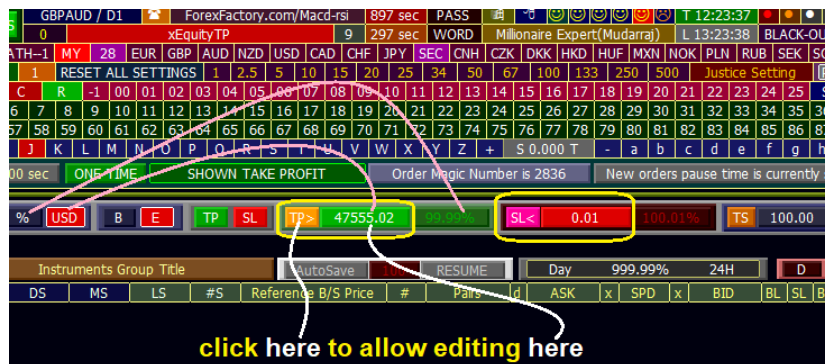 GBPAUD / D1 ForexFactory.com/Macd-rsi 897 sec PASS T 12:23:37
0 xEquityTP 9 297 sec WORD Millionaire Expert(Mudarraj) L 13:23:38 BLACK-OU
ATH--1 MY 28 EUR GBP AUD NZD USD CAD CHF JPY SEC CNH CZK DKK HKD HUF MXN NOK PLN RUB SEK SG
1 RESET ALL SETTINGS 1 2.5 5 10 15 20 25 34 50 67 100 133 250 500 Justice Setting
C R -1 00 01 02 03 04 05 06 07 08 09 10 11 12 13 14 15 16 17 18 19 20 21 22 23 24 25
6 7 8 9 10 11 12 13 14 15 16 17 18 19 20 21 22 23 24 25 26 27 28 29 30 31 32 33 34 35
57 58 59 60 61 62 63 64 65 66 67 68 69 70 71 72 73 74 75 76 77 78 79 80 81 82 83 84 85 86
J K L M N O P Q R S T U V W X Y Z + S 0.000 T - a b c d e f g h
00 sec ONE TIME SHOWN TAKE PROFIT Order Magic Number is 2836 New orders pause time is currently
% USD B E TP SL TP> 47555.02 99.99% SL< 0.01 100.01% TS 100.00
Instruments Group Title AutoSave RESUME Day 999.99% 24H D
DS MS LS #S Reference B/S Price # Pairs d ASK x SPD x BID BL SL B
click here to allow editing here